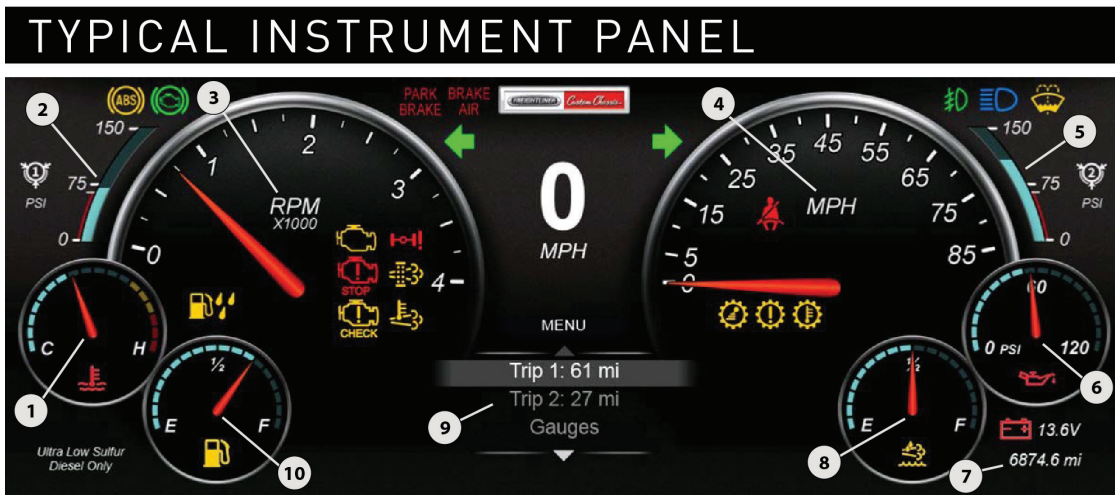 TYPICAL INSTRUMENT PANEL
ABS
PARK BRAKE
BRAKE AIR
FREIGHTLINER Custom Chassis
1
2
3
4
5
6
7
8
9
10
150
75
0
1
PSI
0
1
2
3
4
RPM
X1000
STOP
CHECK
0
MPH
MENU
Trip 1: 61 mi
Trip 2: 27 mi
Gauges
0
5
15
25
35
45
55
65
75
85
MPH
150
75
0
2
PSI
C
H
E
1/2
F
Ultra Low Sulfur
Diesel Only
E
1/2
F
60
0 PSI
120
13.6V
6874.6 mi